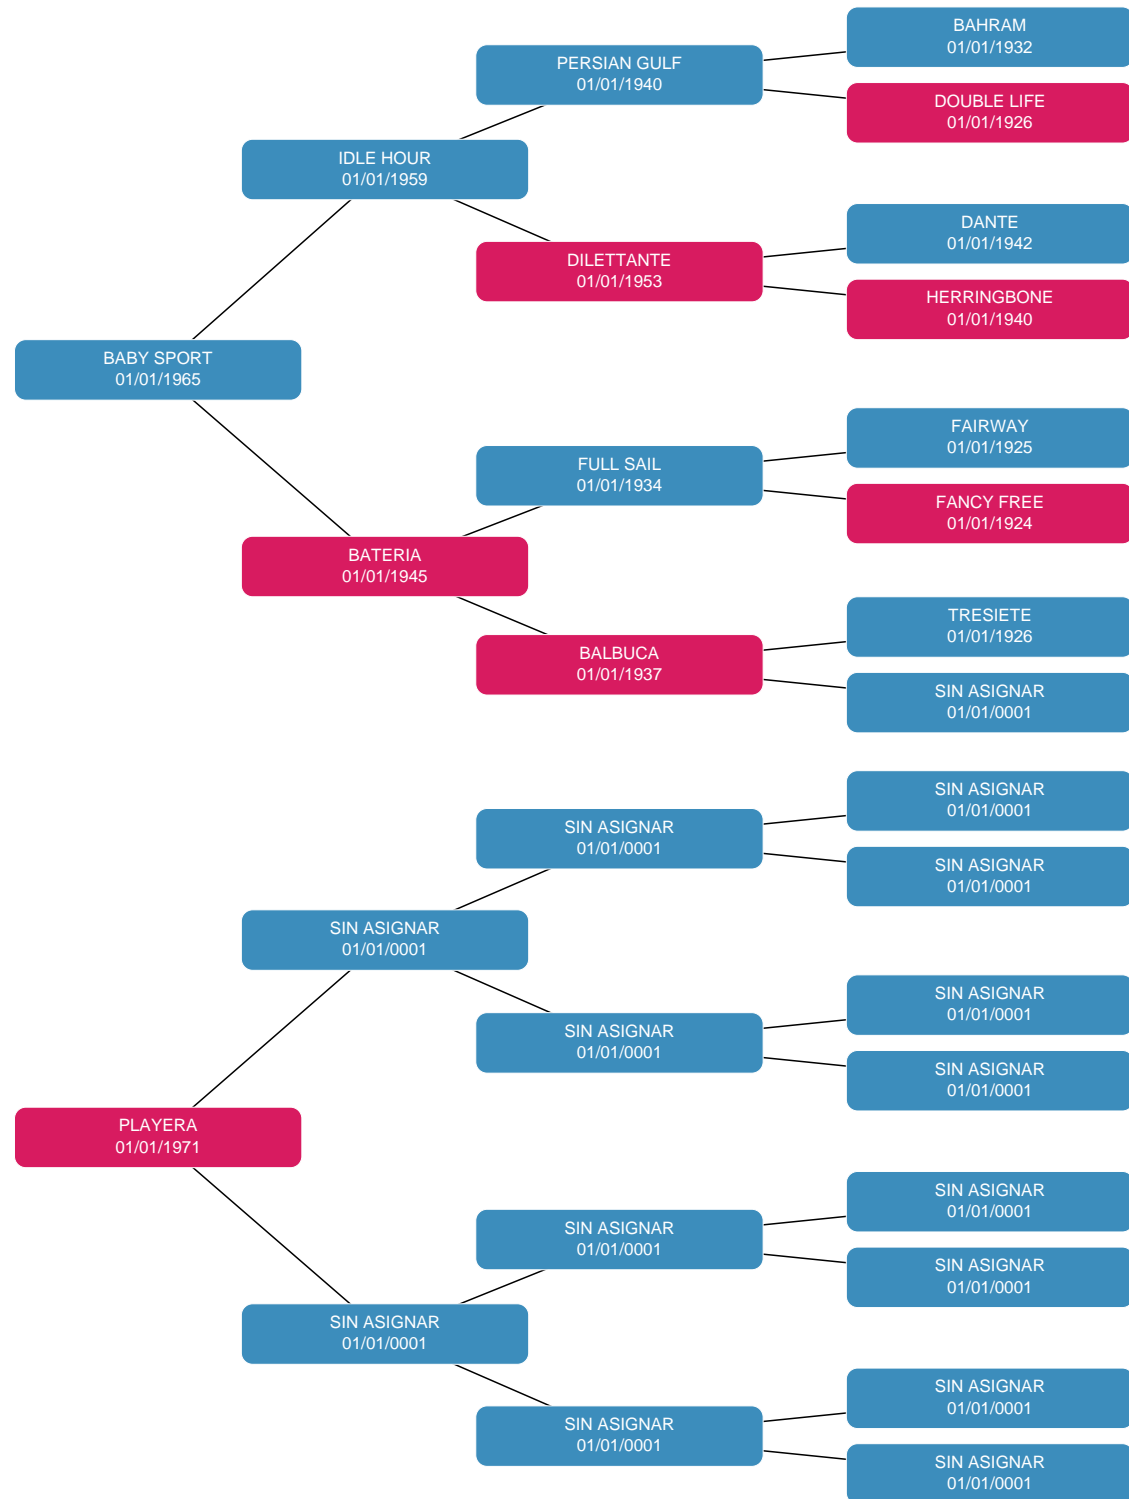 BAHRAM
01/01/1932
PERSIAN GULF
01/01/1940
DOUBLE LIFE
01/01/1926
IDLE HOUR
01/01/1959
DANTE
01/01/1942
DILETTANTE
01/01/1953
HERRINGBONE
01/01/1940
BABY SPORT
01/01/1965
FAIRWAY
01/01/1925
FULL SAIL
01/01/1934
FANCY FREE
01/01/1924
BATERIA
01/01/1945
TRESIETE
01/01/1926
BALBUCA
01/01/1937
SIN ASIGNAR
01/01/0001
SIN ASIGNAR
01/01/0001
SIN ASIGNAR
01/01/0001
SIN ASIGNAR
01/01/0001
SIN ASIGNAR
01/01/0001
SIN ASIGNAR
01/01/0001
SIN ASIGNAR
01/01/0001
SIN ASIGNAR
01/01/0001
PLAYERA
01/01/1971
SIN ASIGNAR
01/01/0001
SIN ASIGNAR
01/01/0001
SIN ASIGNAR
01/01/0001
SIN ASIGNAR
01/01/0001
SIN ASIGNAR
01/01/0001
SIN ASIGNAR
01/01/0001
SIN ASIGNAR
01/01/0001